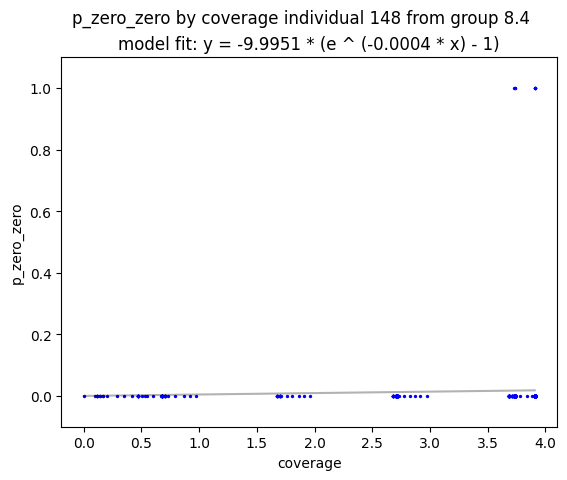 p_zero_zero by coverage individual 148 from group 8.4
model fit: y = -9.9951 * (e ^ (-0.0004 * x) - 1)
1.0
0.8
0.6
0.4
0.2
0.0
p_zero_zero
0.0 0.5 1.0 1.5 2.0 2.5 3.0 3.5 4.0
coverage